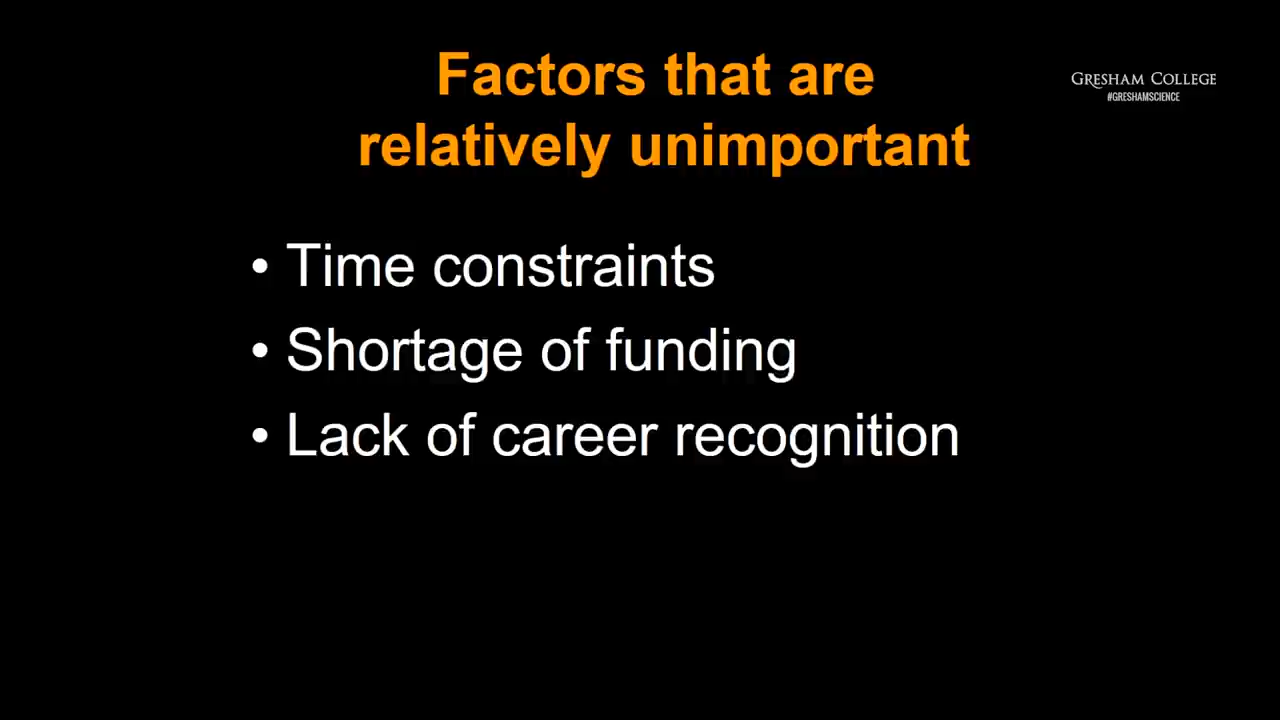 Factors that are
relatively unimportant
GRESHAM COLLEGE
#GRESHAMSCIENCE
• Time constraints
• Shortage of funding
• Lack of career recognition